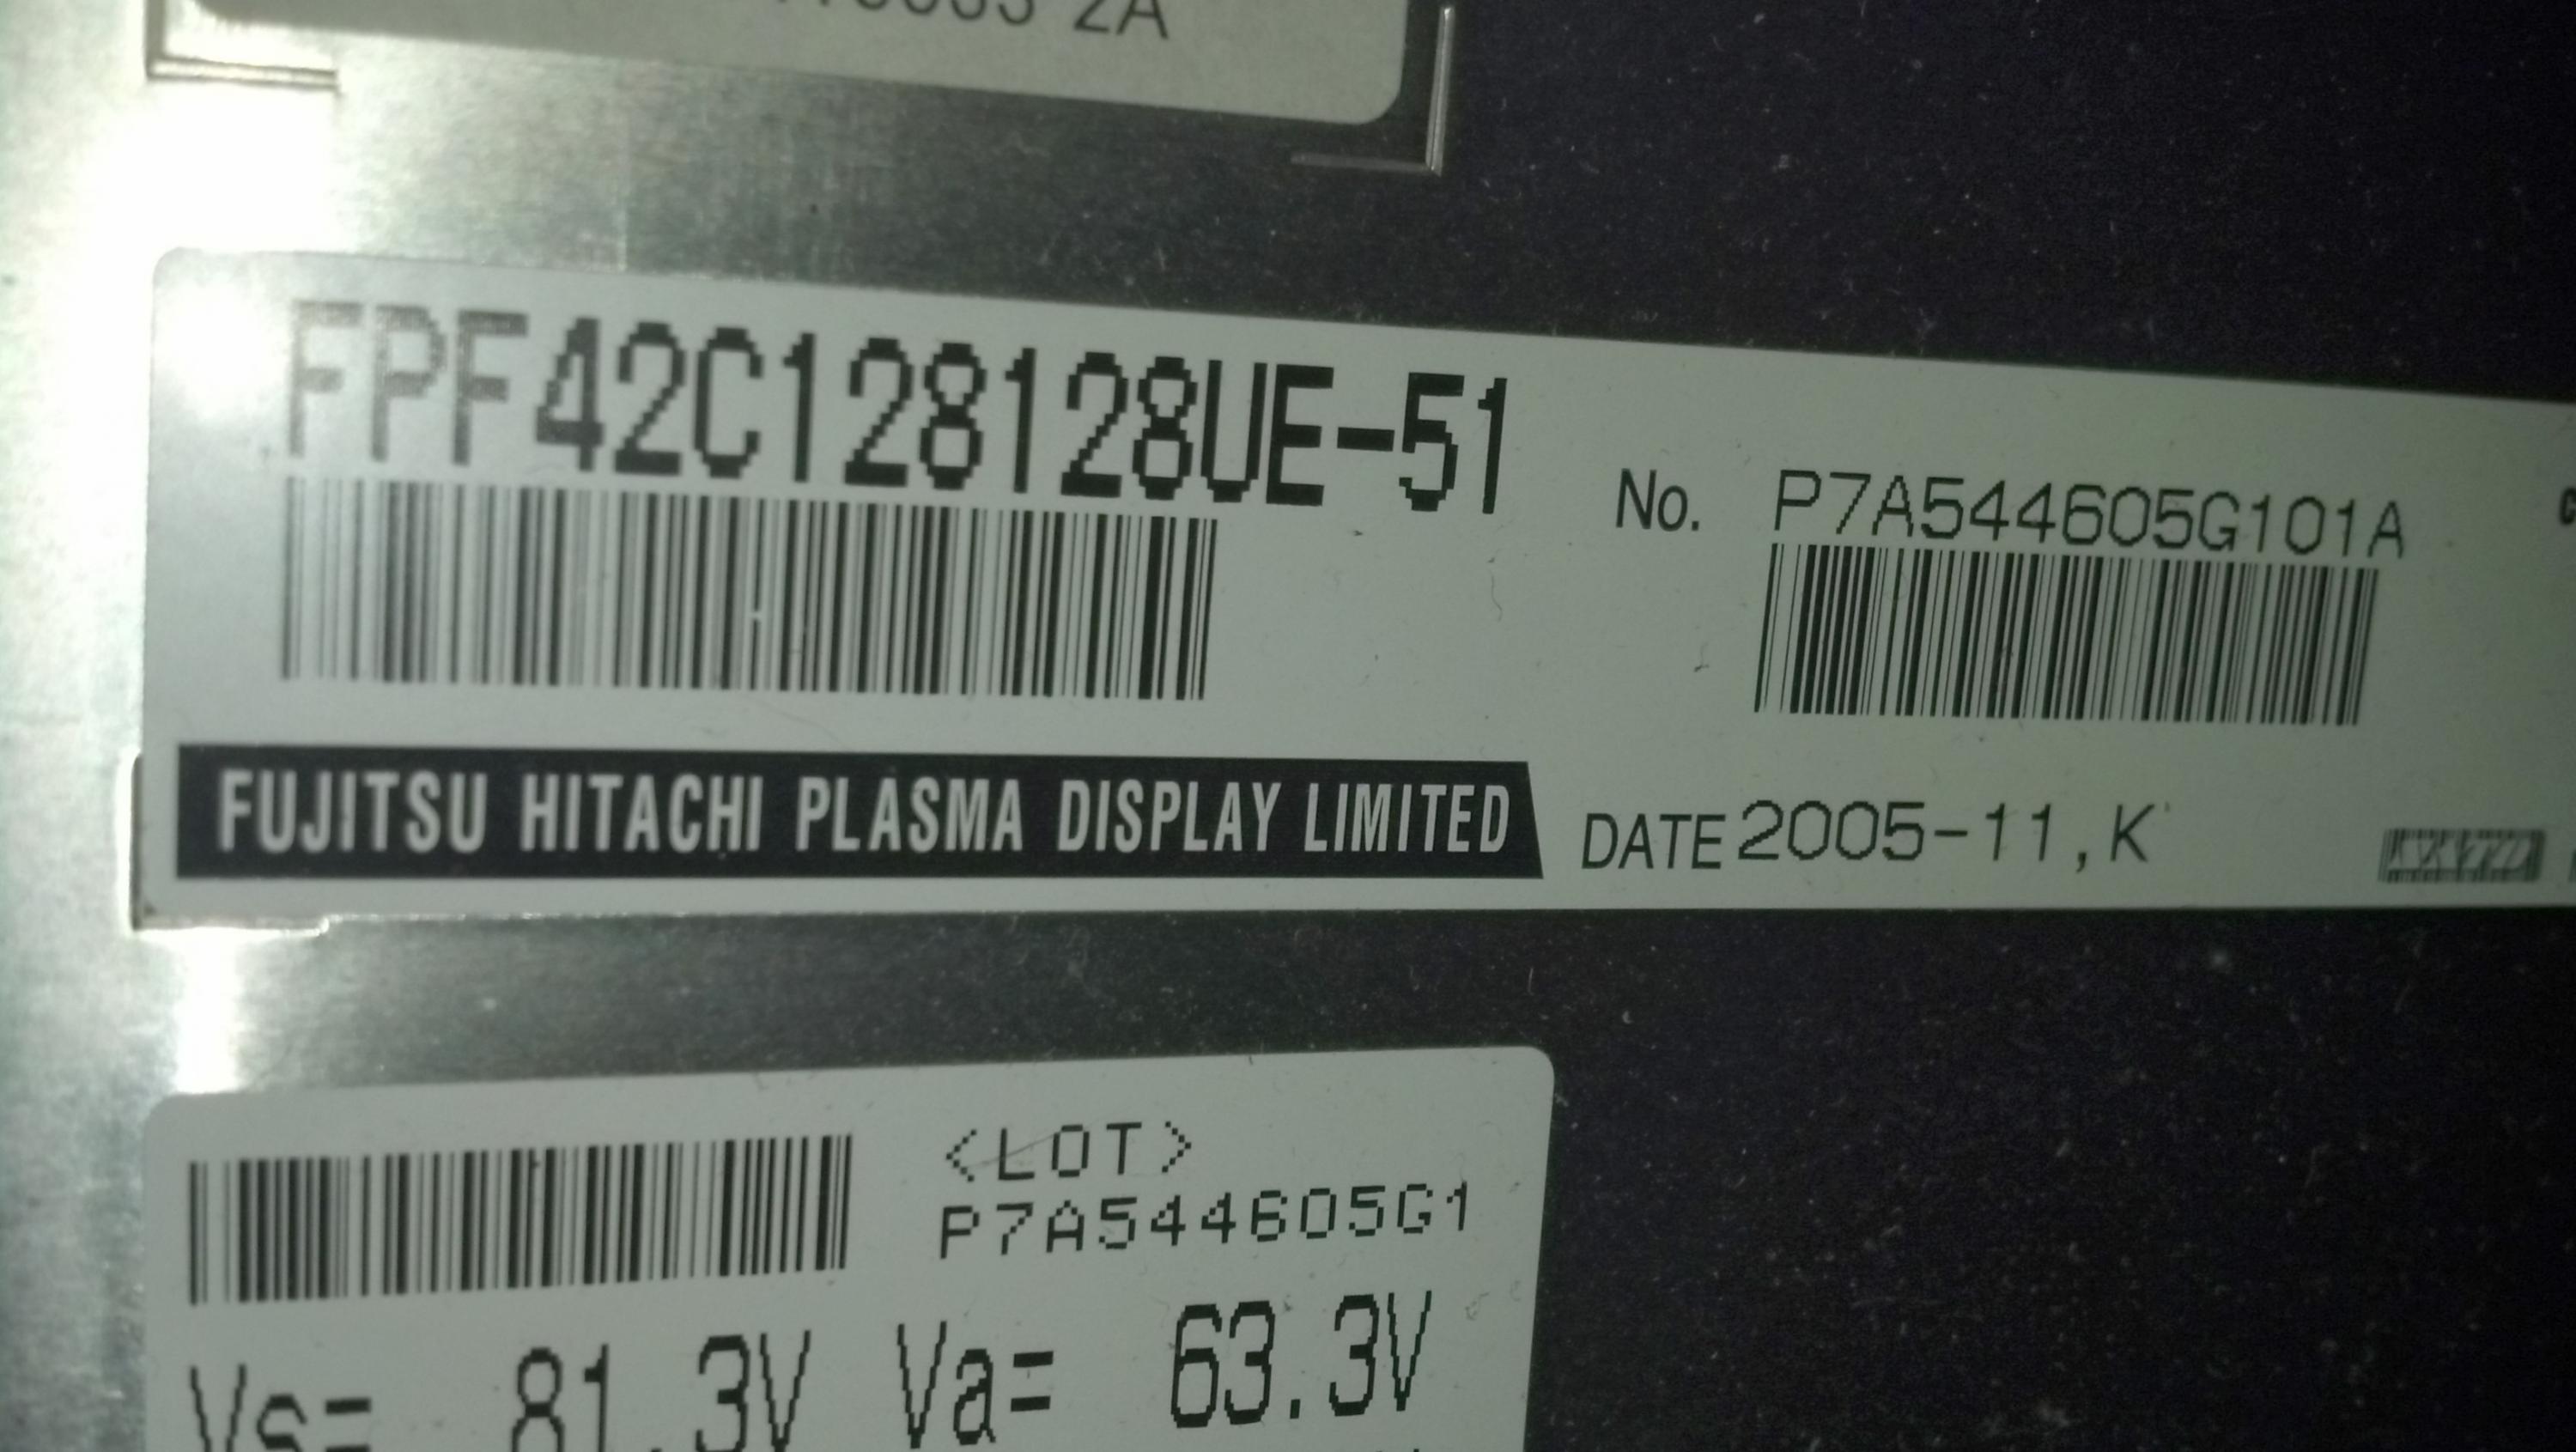 2A
FPF42C128128UE-51
No. P7A544605G101A
FUJITSU HITACHI PLASMA DISPLAY LIMITED
DATE 2005-11,K
<LOT>
P7A544605G1
Vs= 81.3V Va= 63.3V